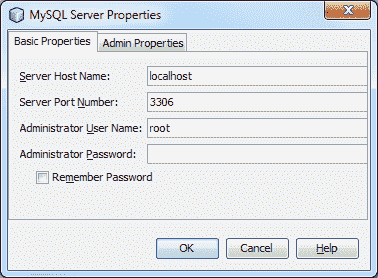 MySQL Server Properties
Basic Properties Admin Properties
Server Host Name: localhost
Server Port Number: 3306
Administrator User Name: root
Administrator Password:
Remember Password
OK Cancel Help